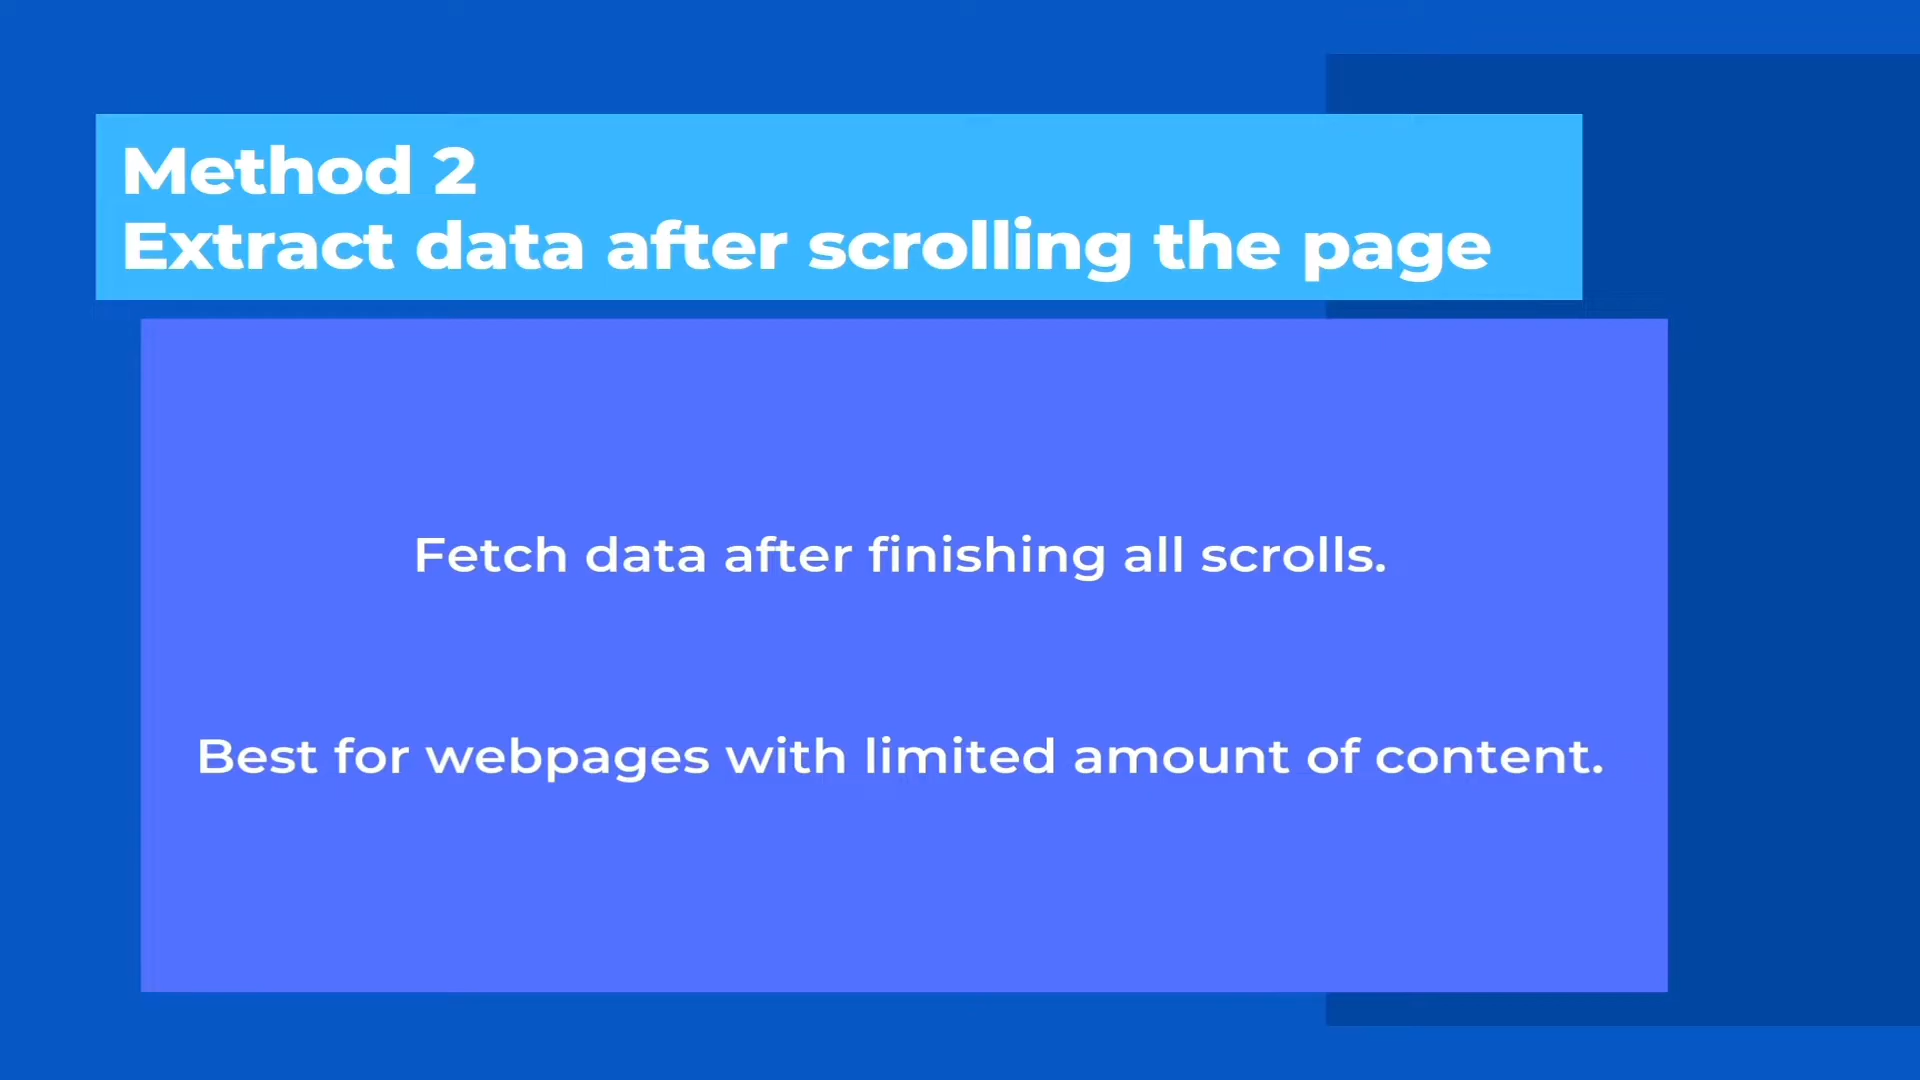 Method 2
Extract data after scrolling the page
Fetch data after finishing all scrolls.
Best for webpages with limited amount of content.